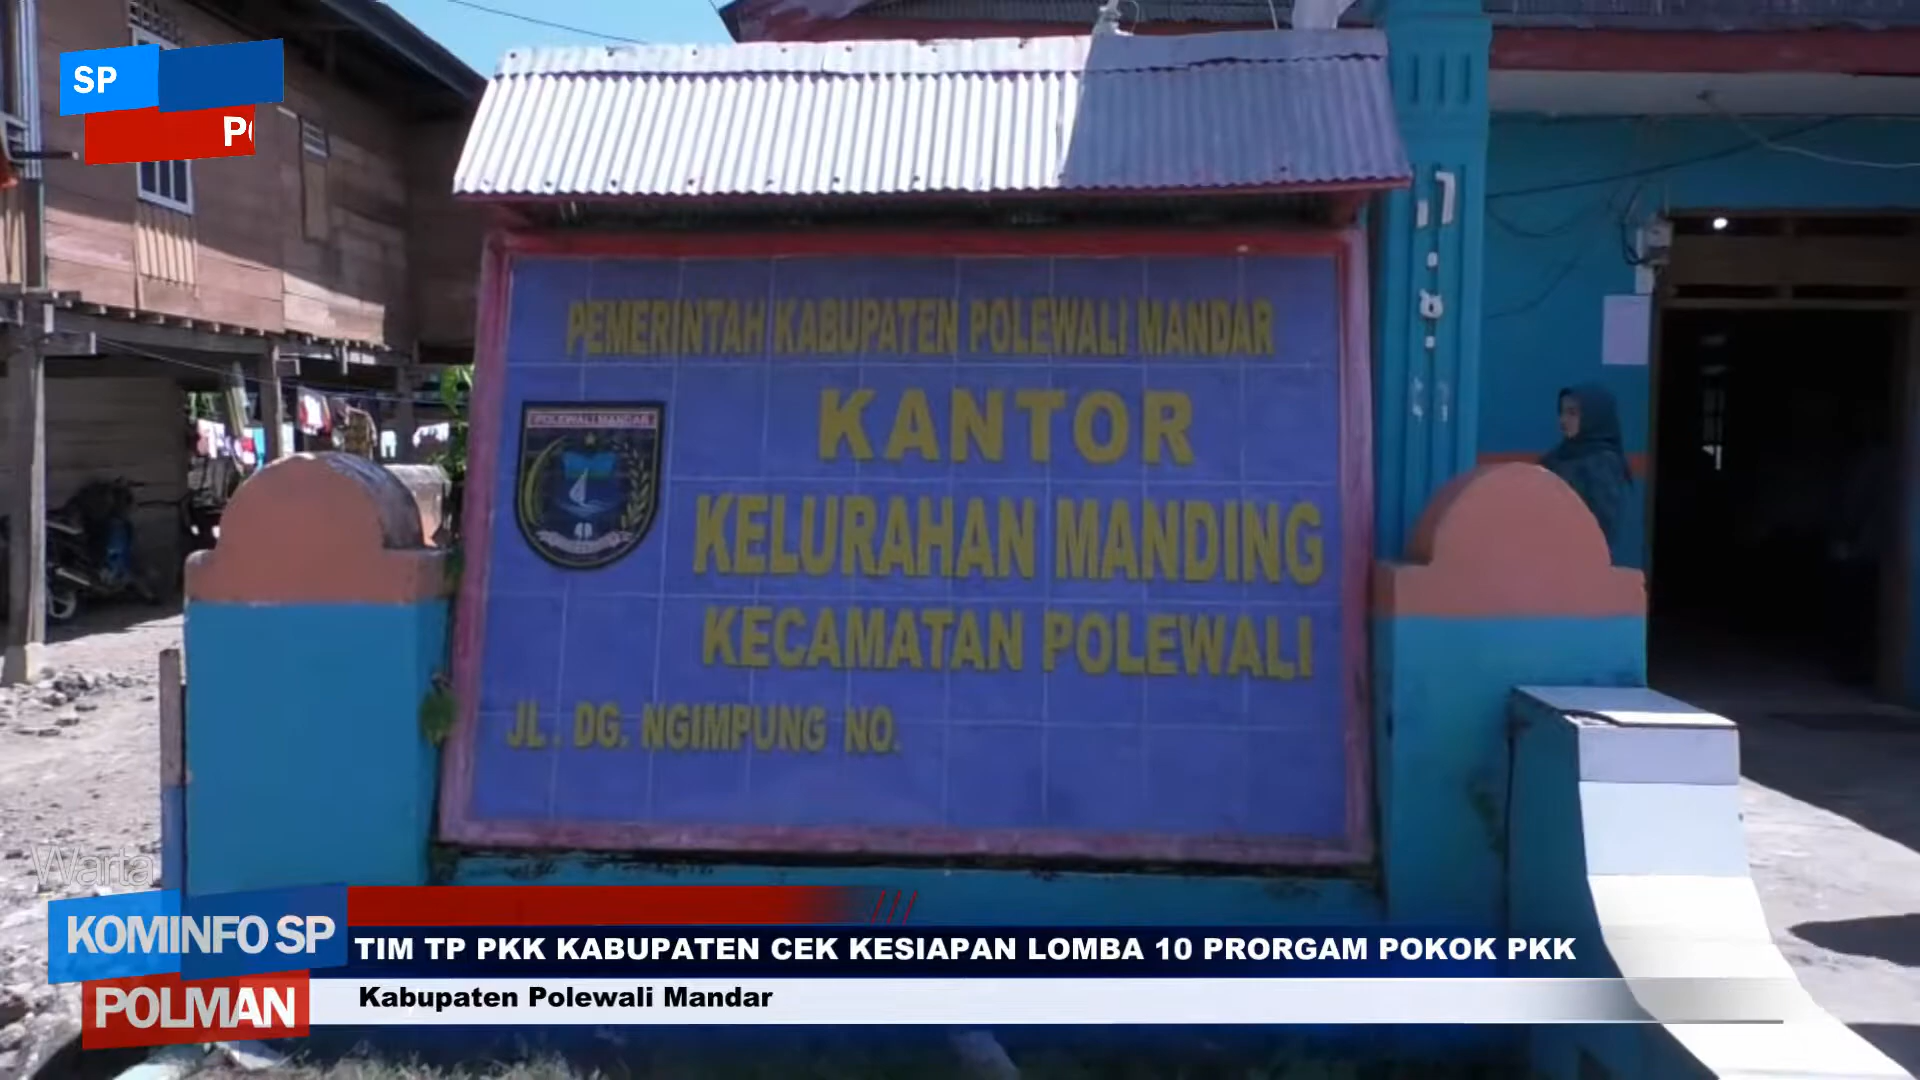 SP
PEMERINTAH KABUPATEN POLEWALI MANDAR
POLEWALI MANDAR
KANTOR
KELURAHAN MANDING
KECAMATAN POLEWALI
JL. DG. NGIMPUNG NO.
Warta
KOMINFO SP
POLMAN
TIM TP PKK KABUPATEN CEK KESIAPAN LOMBA 10 PRORGAM POKOK PKK
Kabupaten Polewali Mandar